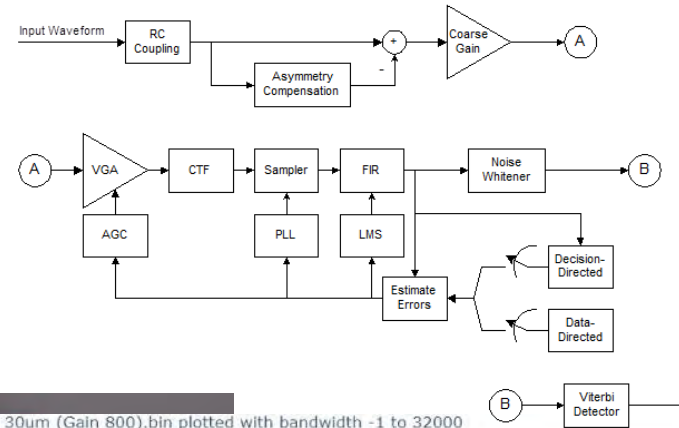 Input Waveform
RC
Coupling
+
-
Asymmetry
Compensation
Coarse
Gain
A
A
VGA
CTF
Sampler
FIR
Noise
Whitener
B
AGC
PLL
LMS
Estimate
Errors
Decision-
Directed
Data-
Directed
B
Viterbi
Detector
30um (Gain 800).bin plotted with bandwidth -1 to 32000